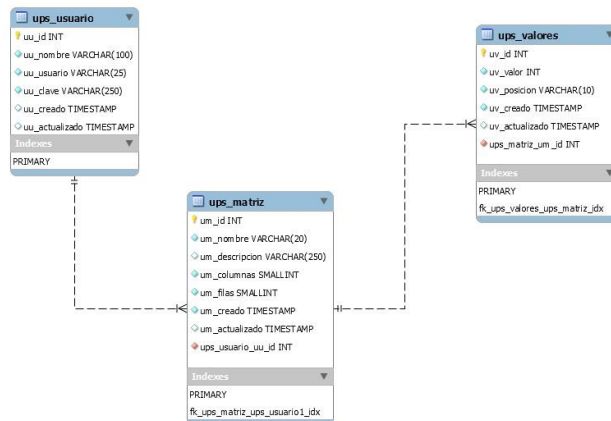 ups_usuario
uu_id INT
uu_nombre VARCHAR(100)
uu_usuario VARCHAR(25)
uu_clave VARCHAR(250)
uu_creado TIMESTAMP
uu_actualizado TIMESTAMP
Indexes
PRIMARY
ups_matriz
um_id INT
um_nombre VARCHAR(20)
um_descripcion VARCHAR(250)
um_columnas SMALLINT
um_filas SMALLINT
um_creado TIMESTAMP
um_actualizado TIMESTAMP
ups_usuario_uu_id INT
Indexes
PRIMARY
fk_ups_matriz_ups_usuario1_idx
ups_valores
uv_id INT
uv_valor INT
uv_posicion VARCHAR(10)
uv_creado TIMESTAMP
uv_actualizado TIMESTAMP
ups_matriz_um_id INT
Indexes
PRIMARY
fk_ups_valores_ups_matriz_idx